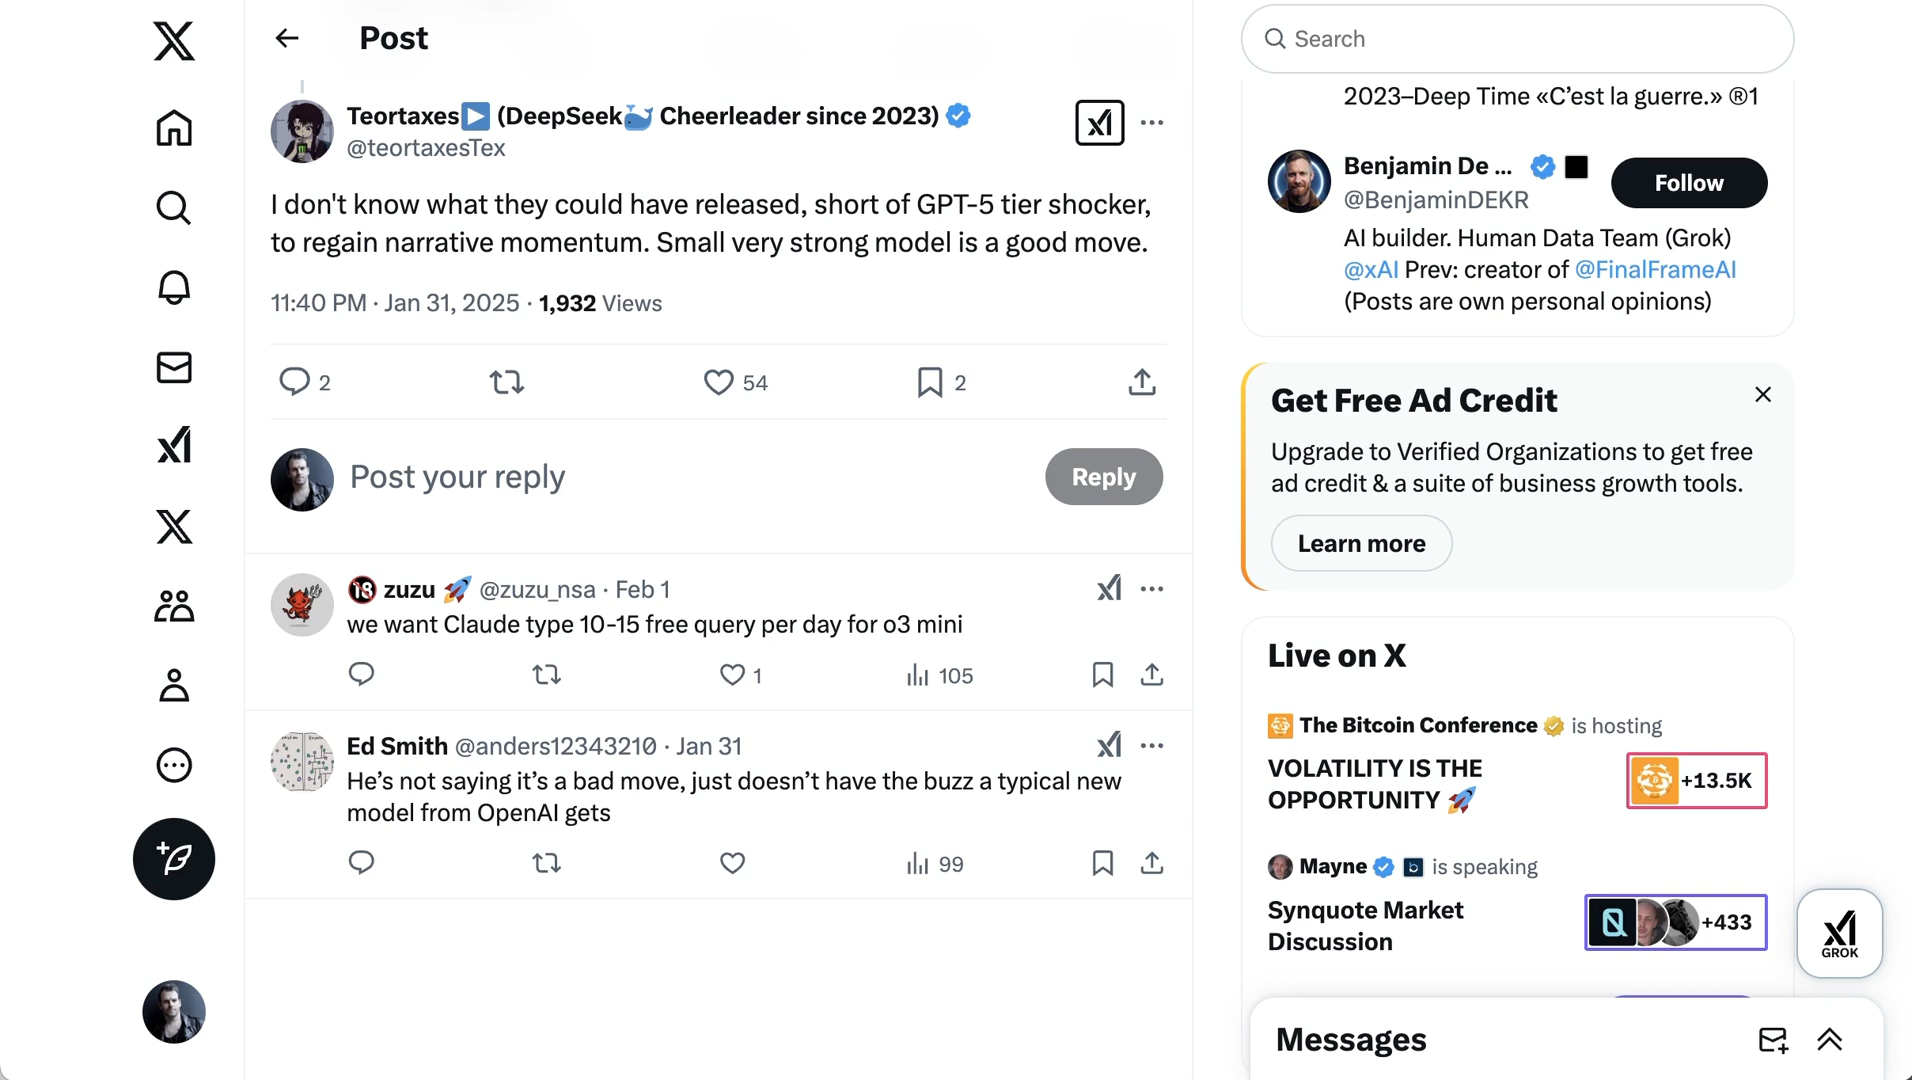 Post
Teortaxes▶️ (DeepSeek🐳 Cheerleader since 2023)
@teortaxesTex
I don't know what they could have released, short of GPT-5 tier shocker,
to regain narrative momentum. Small very strong model is a good move.
11:40 PM · Jan 31, 2025 · 1,932 Views
2
54
2
Post your reply
Reply
🔞 zuzu 🚀 @zuzu_nsa · Feb 1
we want Claude type 10-15 free query per day for o3 mini
1
105
Ed Smith @anders12343210 · Jan 31
He’s not saying it’s a bad move, just doesn’t have the buzz a typical new
model from OpenAI gets
99
Search
2023–Deep Time «C’est la guerre.» ®1
Benjamin De ...
@BenjaminDEKR
Follow
AI builder. Human Data Team (Grok)
@xAI Prev: creator of @FinalFrameAI
(Posts are own personal opinions)
Get Free Ad Credit
Upgrade to Verified Organizations to get free
ad credit & a suite of business growth tools.
Learn more
Live on X
The Bitcoin Conference is hosting
VOLATILITY IS THE
OPPORTUNITY 🚀
+13.5K
Mayne is speaking
Synquote Market
Discussion
+433
GROK
Messages